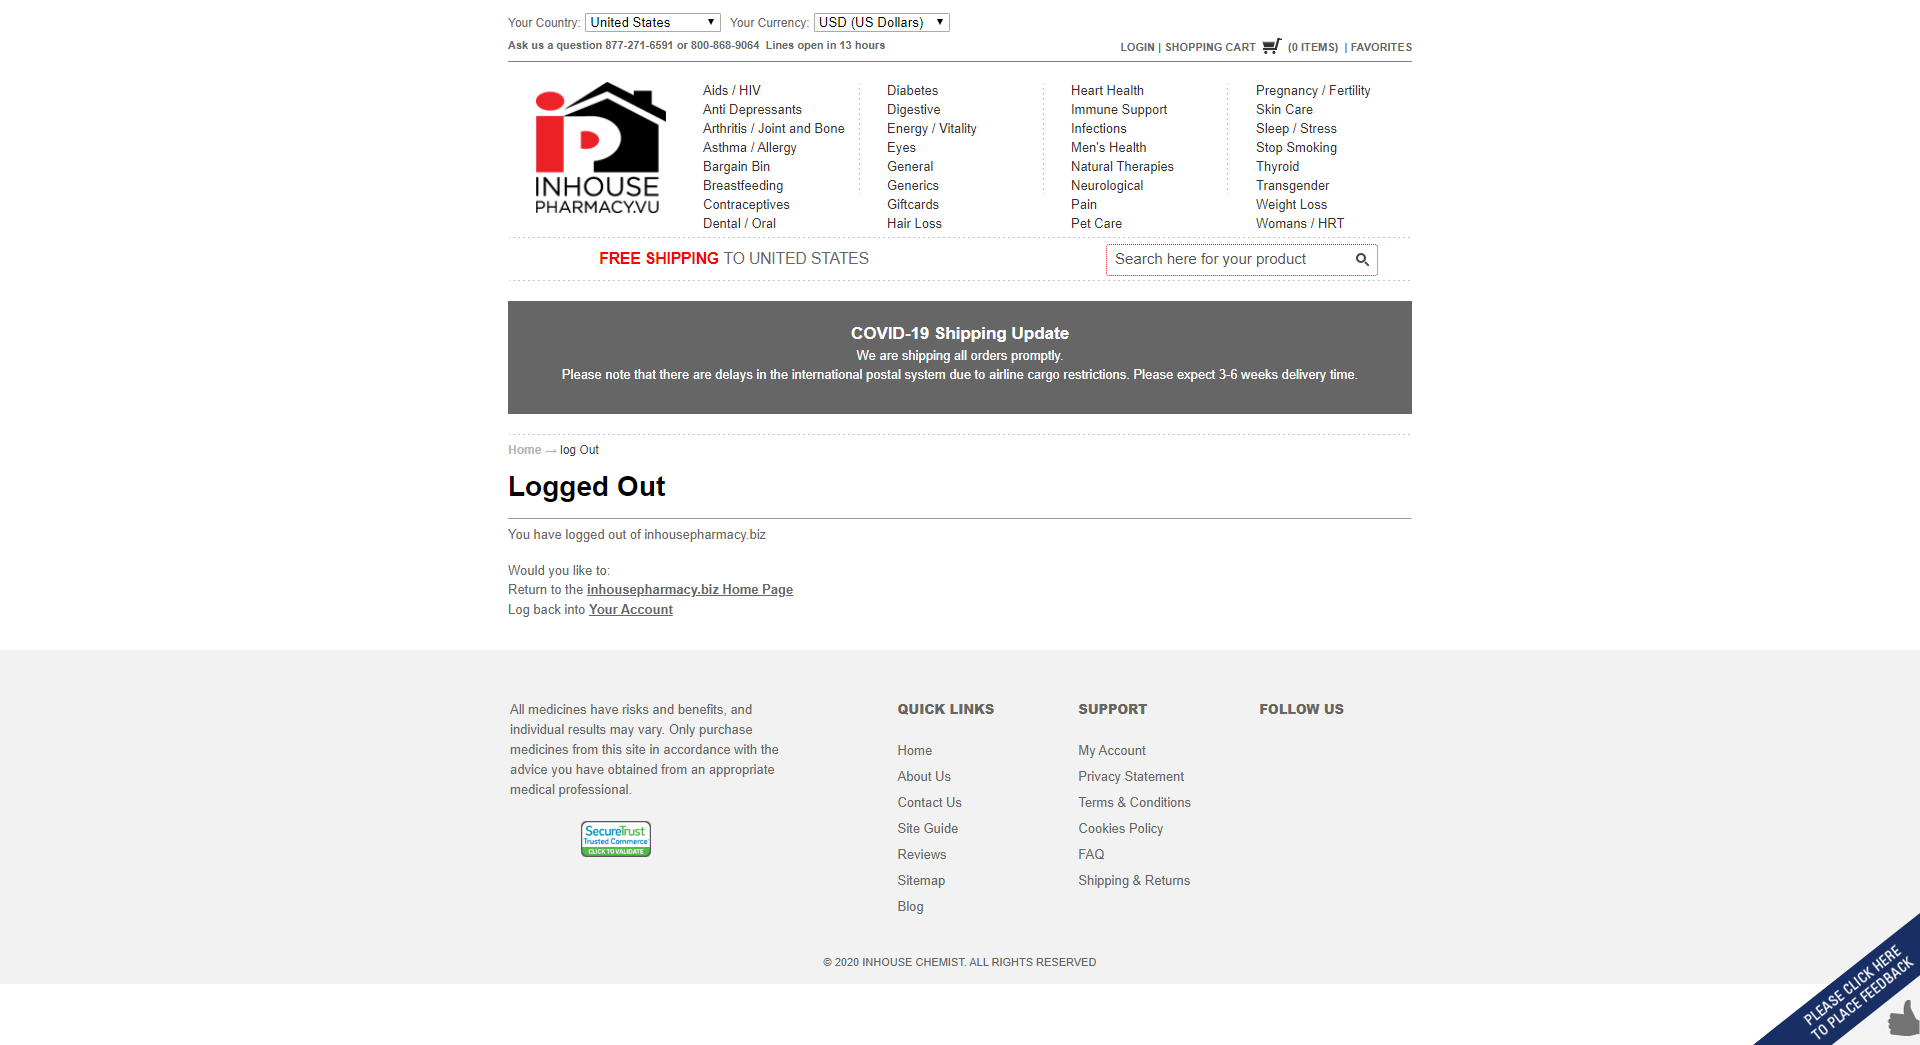 Your Country: United States Your Currency: USD (US Dollars)
Ask us a question 877-271-6591 or 800-868-9064 Lines open in 13 hours
LOGIN | SHOPPING CART (0 ITEMS) | FAVORITES
iP
INHOUSE
PHARMACY.VU
Aids / HIV
Anti Depressants
Arthritis / Joint and Bone
Asthma / Allergy
Bargain Bin
Breastfeeding
Contraceptives
Dental / Oral
Diabetes
Digestive
Energy / Vitality
Eyes
General
Generics
Giftcards
Hair Loss
Heart Health
Immune Support
Infections
Men's Health
Natural Therapies
Neurological
Pain
Pet Care
Pregnancy / Fertility
Skin Care
Sleep / Stress
Stop Smoking
Thyroid
Transgender
Weight Loss
Womans / HRT
FREE SHIPPING TO UNITED STATES
Search here for your product
COVID-19 Shipping Update
We are shipping all orders promptly.
Please note that there are delays in the international postal system due to airline cargo restrictions. Please expect 3-6 weeks delivery time.
Home → log Out
Logged Out
You have logged out of inhousepharmacy.biz
Would you like to:
Return to the inhousepharmacy.biz Home Page
Log back into Your Account
All medicines have risks and benefits, and
individual results may vary. Only purchase
medicines from this site in accordance with the
advice you have obtained from an appropriate
medical professional.
SecureTrust
Trusted Commerce
CLICK TO VALIDATE
QUICK LINKS
Home
About Us
Contact Us
Site Guide
Reviews
Sitemap
Blog
SUPPORT
My Account
Privacy Statement
Terms & Conditions
Cookies Policy
FAQ
Shipping & Returns
FOLLOW US
© 2020 INHOUSE CHEMIST. ALL RIGHTS RESERVED
PLEASE CLICK HERE
TO PLACE FEEDBACK